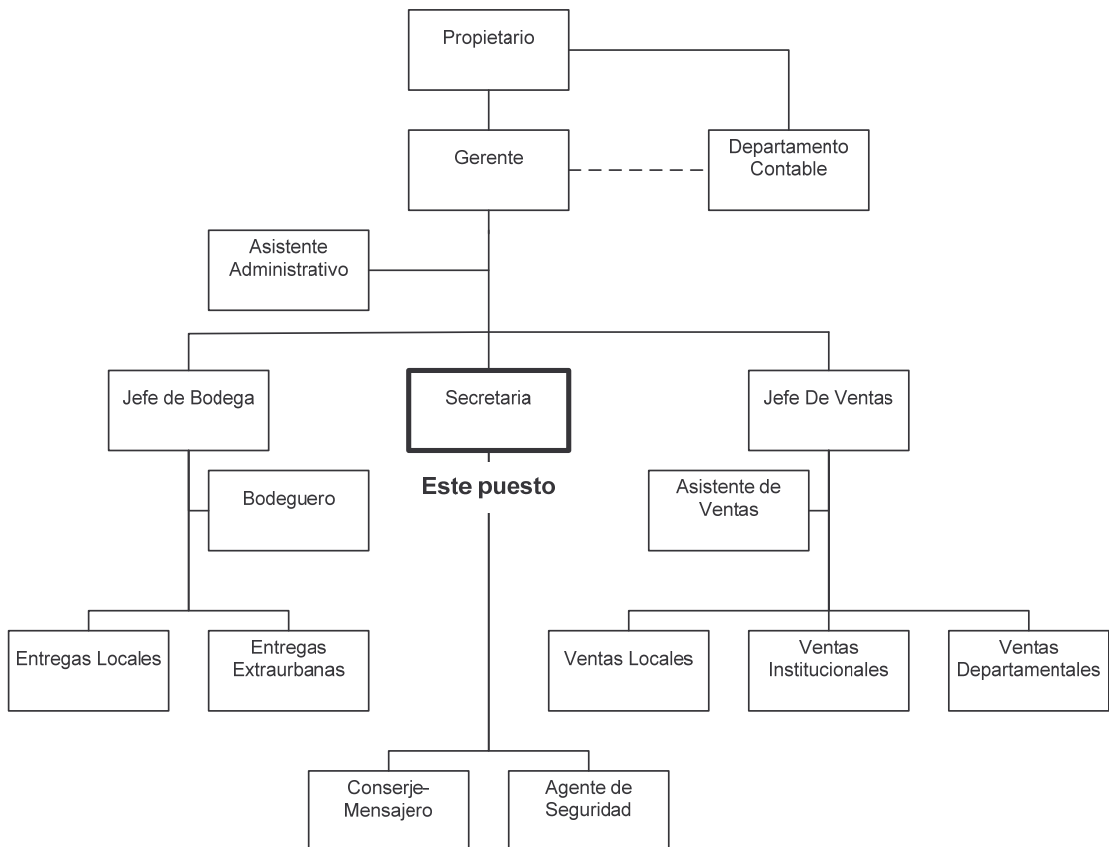 Propietario
Gerente
Departamento
Contable
Asistente
Administrativo
Jefe de Bodega
Secretaria
Jefe De Ventas
Este puesto
Bodeguero
Asistente de
Ventas
Entregas Locales
Entregas
Extraurbanas
Ventas Locales
Ventas
Institucionales
Ventas
Departamentales
Conserje-
Mensajero
Agente de
Seguridad